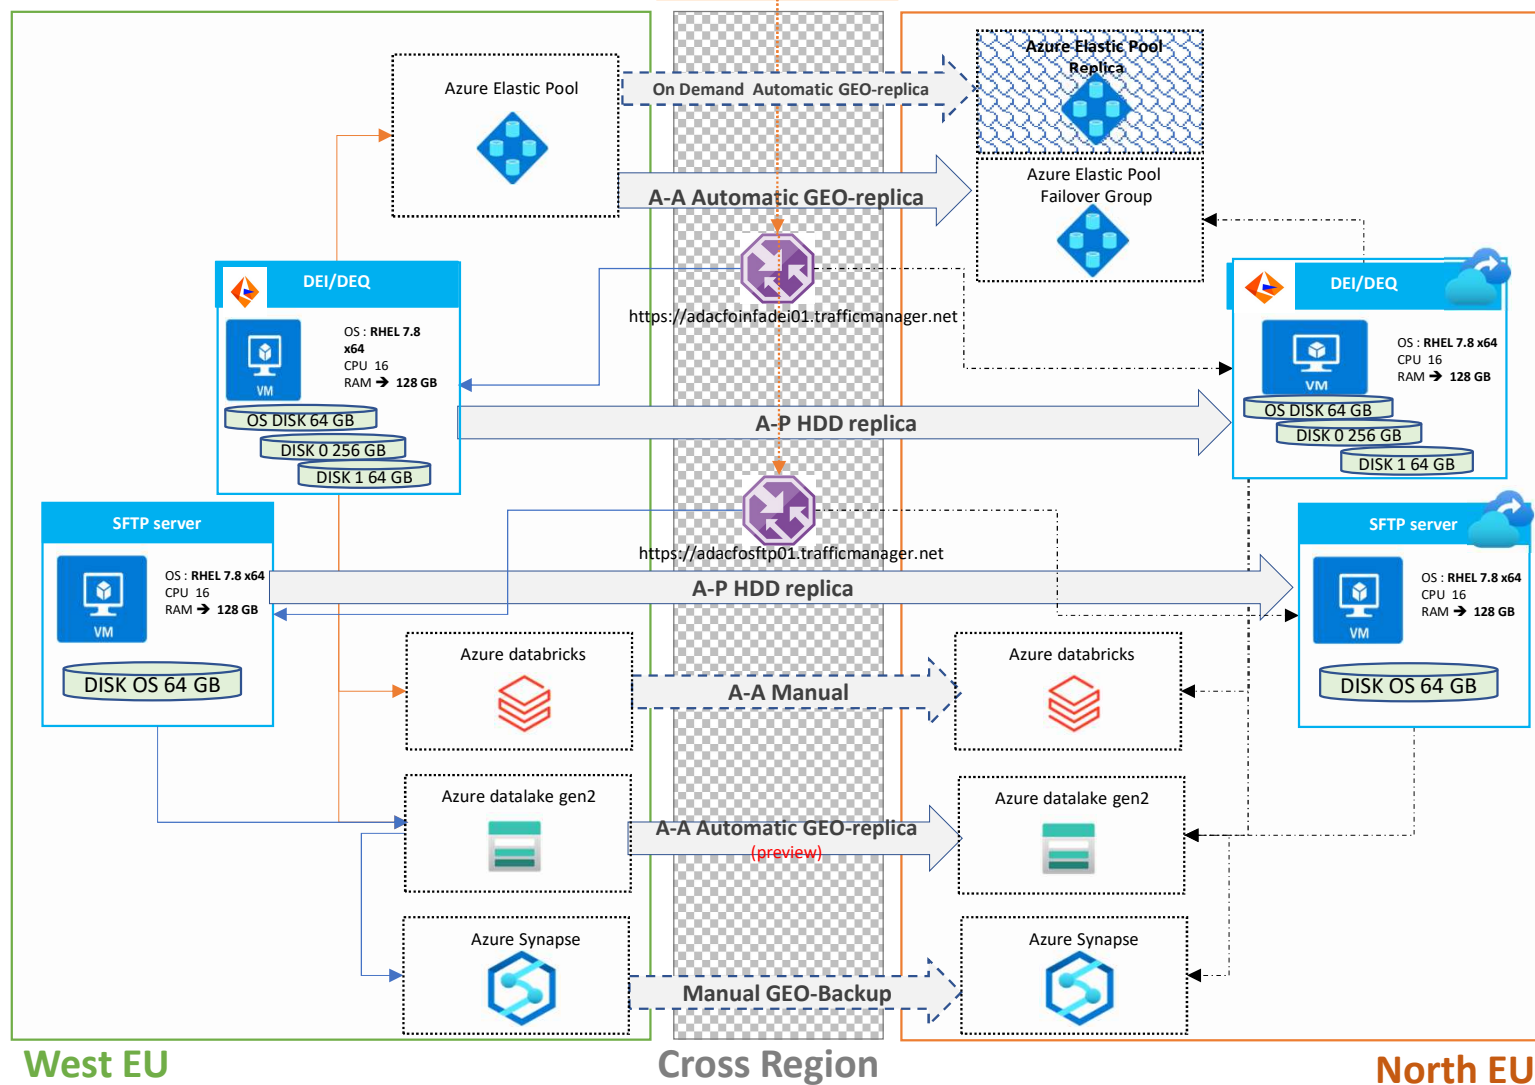 Azure Elastic Pool
On Demand  Automatic GEO-replica
Azure Elastic Pool
Replica
A-A Automatic GEO-replica
Azure Elastic Pool
Failover Group
https://adacfoinfadei01.trafficmanager.net
DEI/DEQ
OS : RHEL 7.8
x64
CPU  16
RAM ➔ 128 GB
VM
OS DISK 64 GB
DISK 0 256 GB
DISK 1 64 GB
A-P HDD replica
DEI/DEQ
OS : RHEL 7.8 x64
CPU  16
RAM ➔ 128 GB
VM
OS DISK 64 GB
DISK 0 256 GB
DISK 1 64 GB
https://adacfosftp01.trafficmanager.net
SFTP server
OS : RHEL 7.8 x64
CPU  16
RAM ➔ 128 GB
VM
DISK OS 64 GB
A-P HDD replica
SFTP server
OS : RHEL 7.8 x64
CPU  16
RAM ➔ 128 GB
VM
DISK OS 64 GB
Azure databricks
A-A Manual
Azure databricks
Azure datalake gen2
A-A Automatic GEO-replica
(preview)
Azure datalake gen2
Azure Synapse
Manual GEO-Backup
Azure Synapse
West EU
Cross Region
North EU